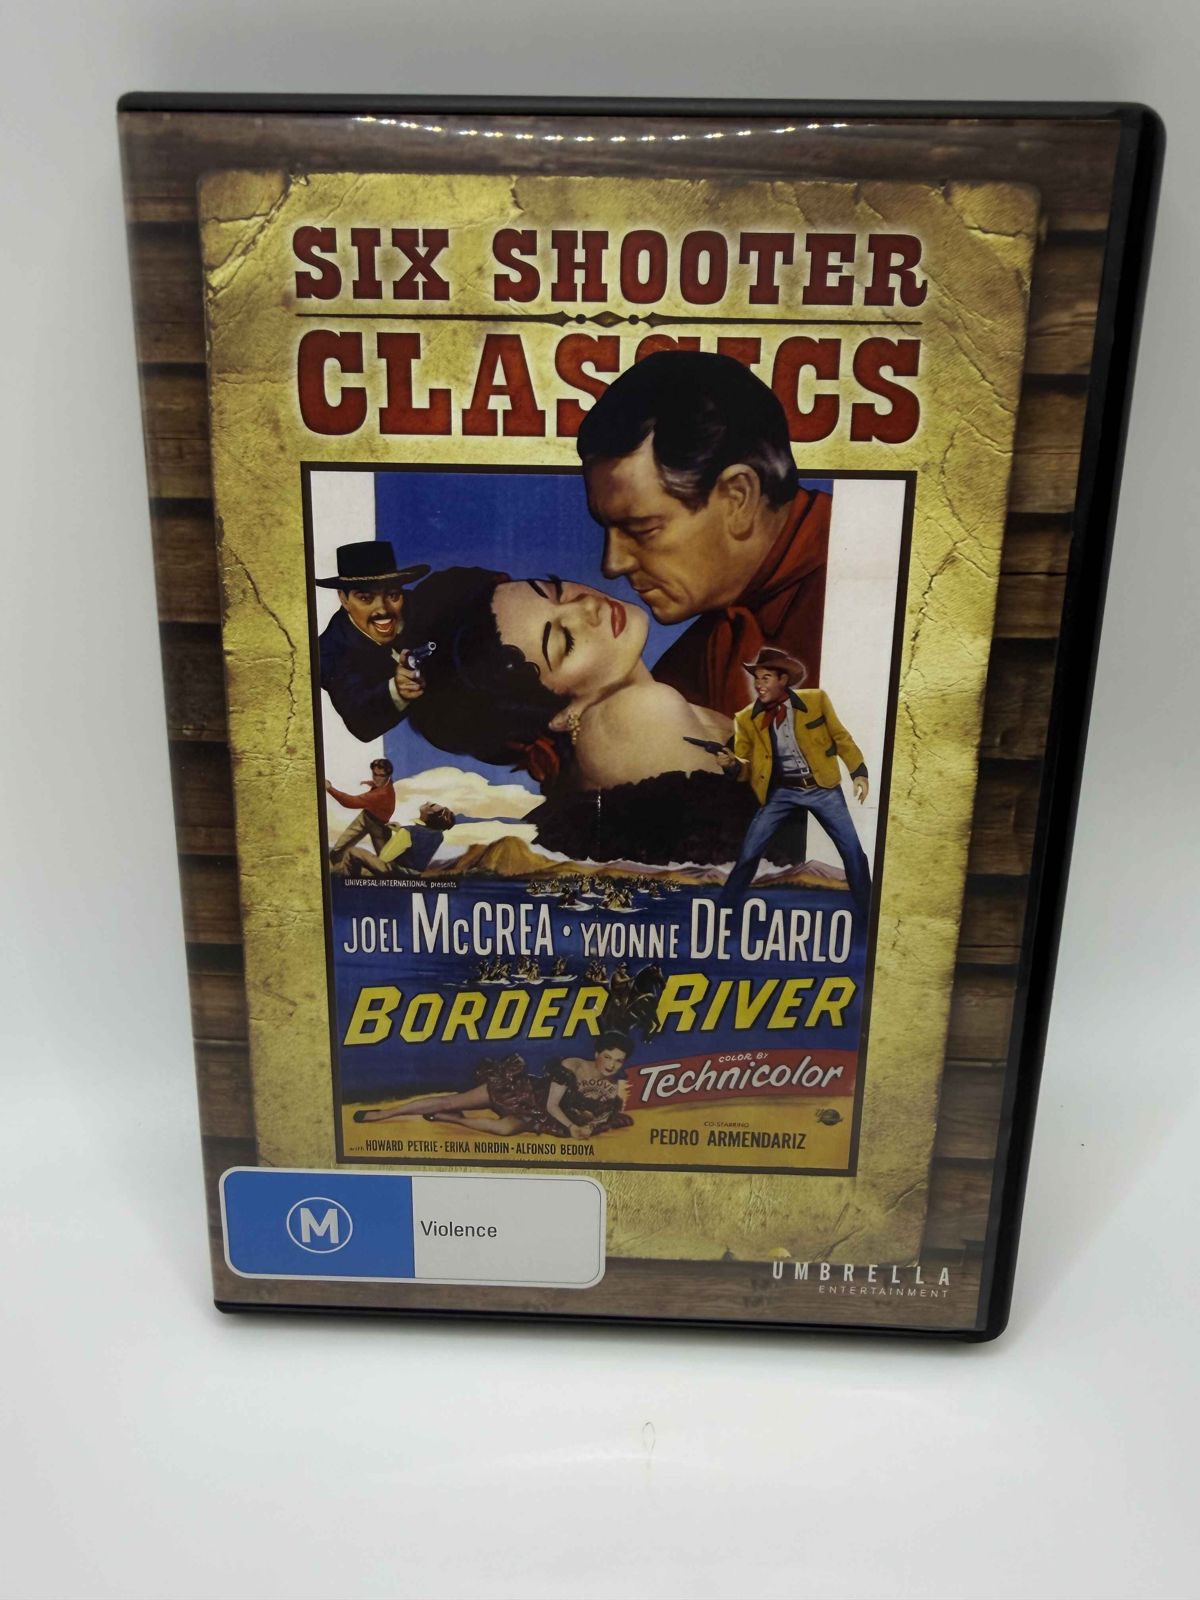 SIX SHOOTER
CLASSICS
UNIVERSAL-INTERNATIONAL presents
JOEL McCREA · YVONNE DE CARLO
BORDER RIVER
COLOR BY
Technicolor
CO-STARRING
PEDRO ARMENDARIZ
WITH HOWARD PETRIE · ERIKA NORDIN · ALFONSO BEDOYA
M
Violence
UMBRELLA
ENTERTAINMENT